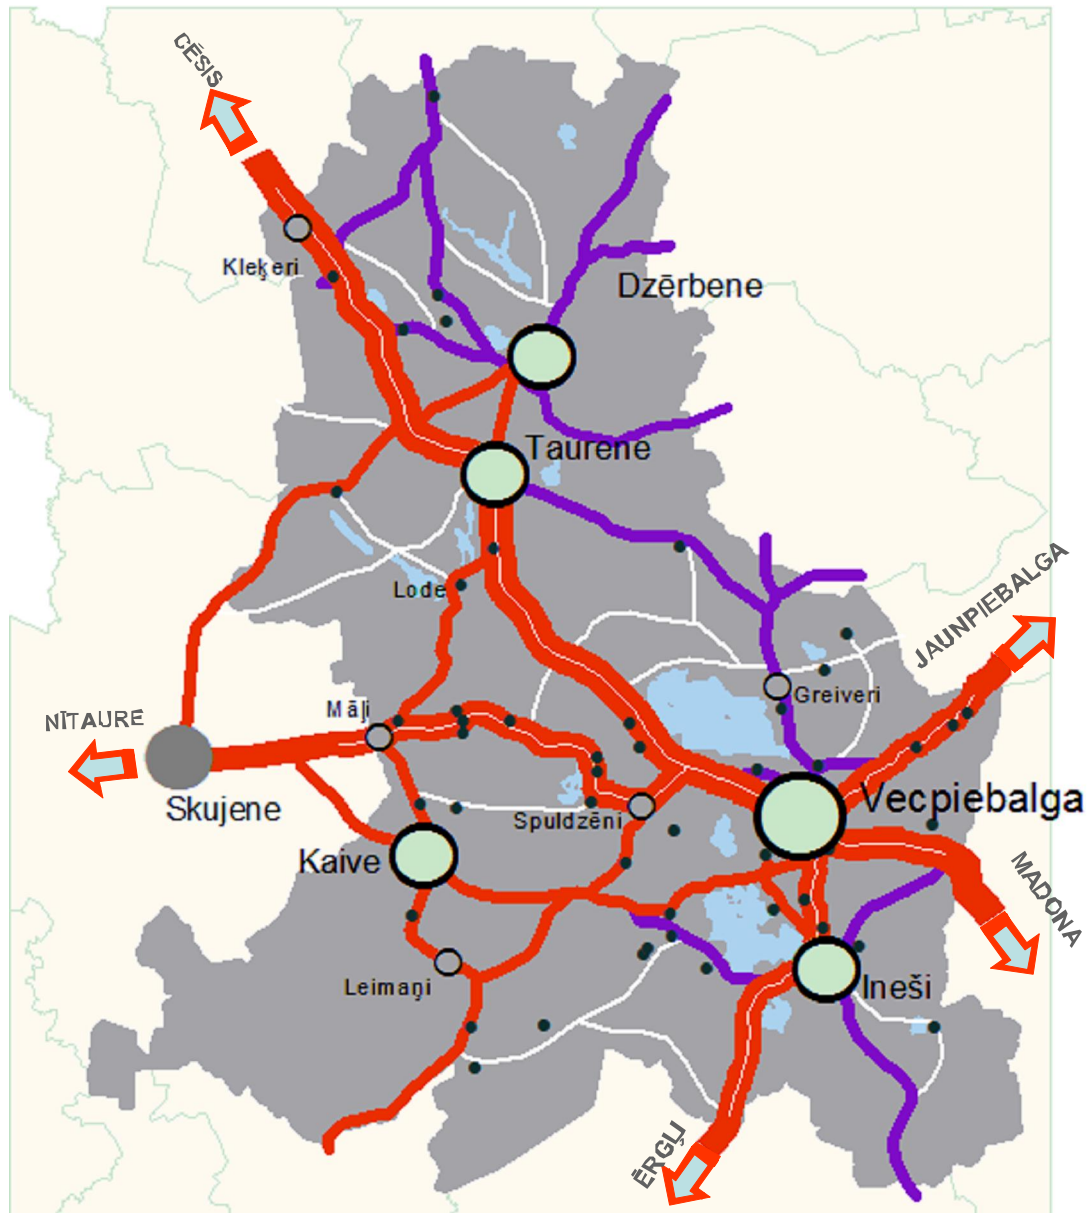 CĒSIS
Kleķeri
Dzērbene
Taurene
Lode
JAUNPIEBALGA
Greiveri
Māļi
NĪTAURE
Skujene
Spuldzēni
Vecpiebalga
Kaive
MADONA
Leimaņi
Ineši
ĒRGĻI